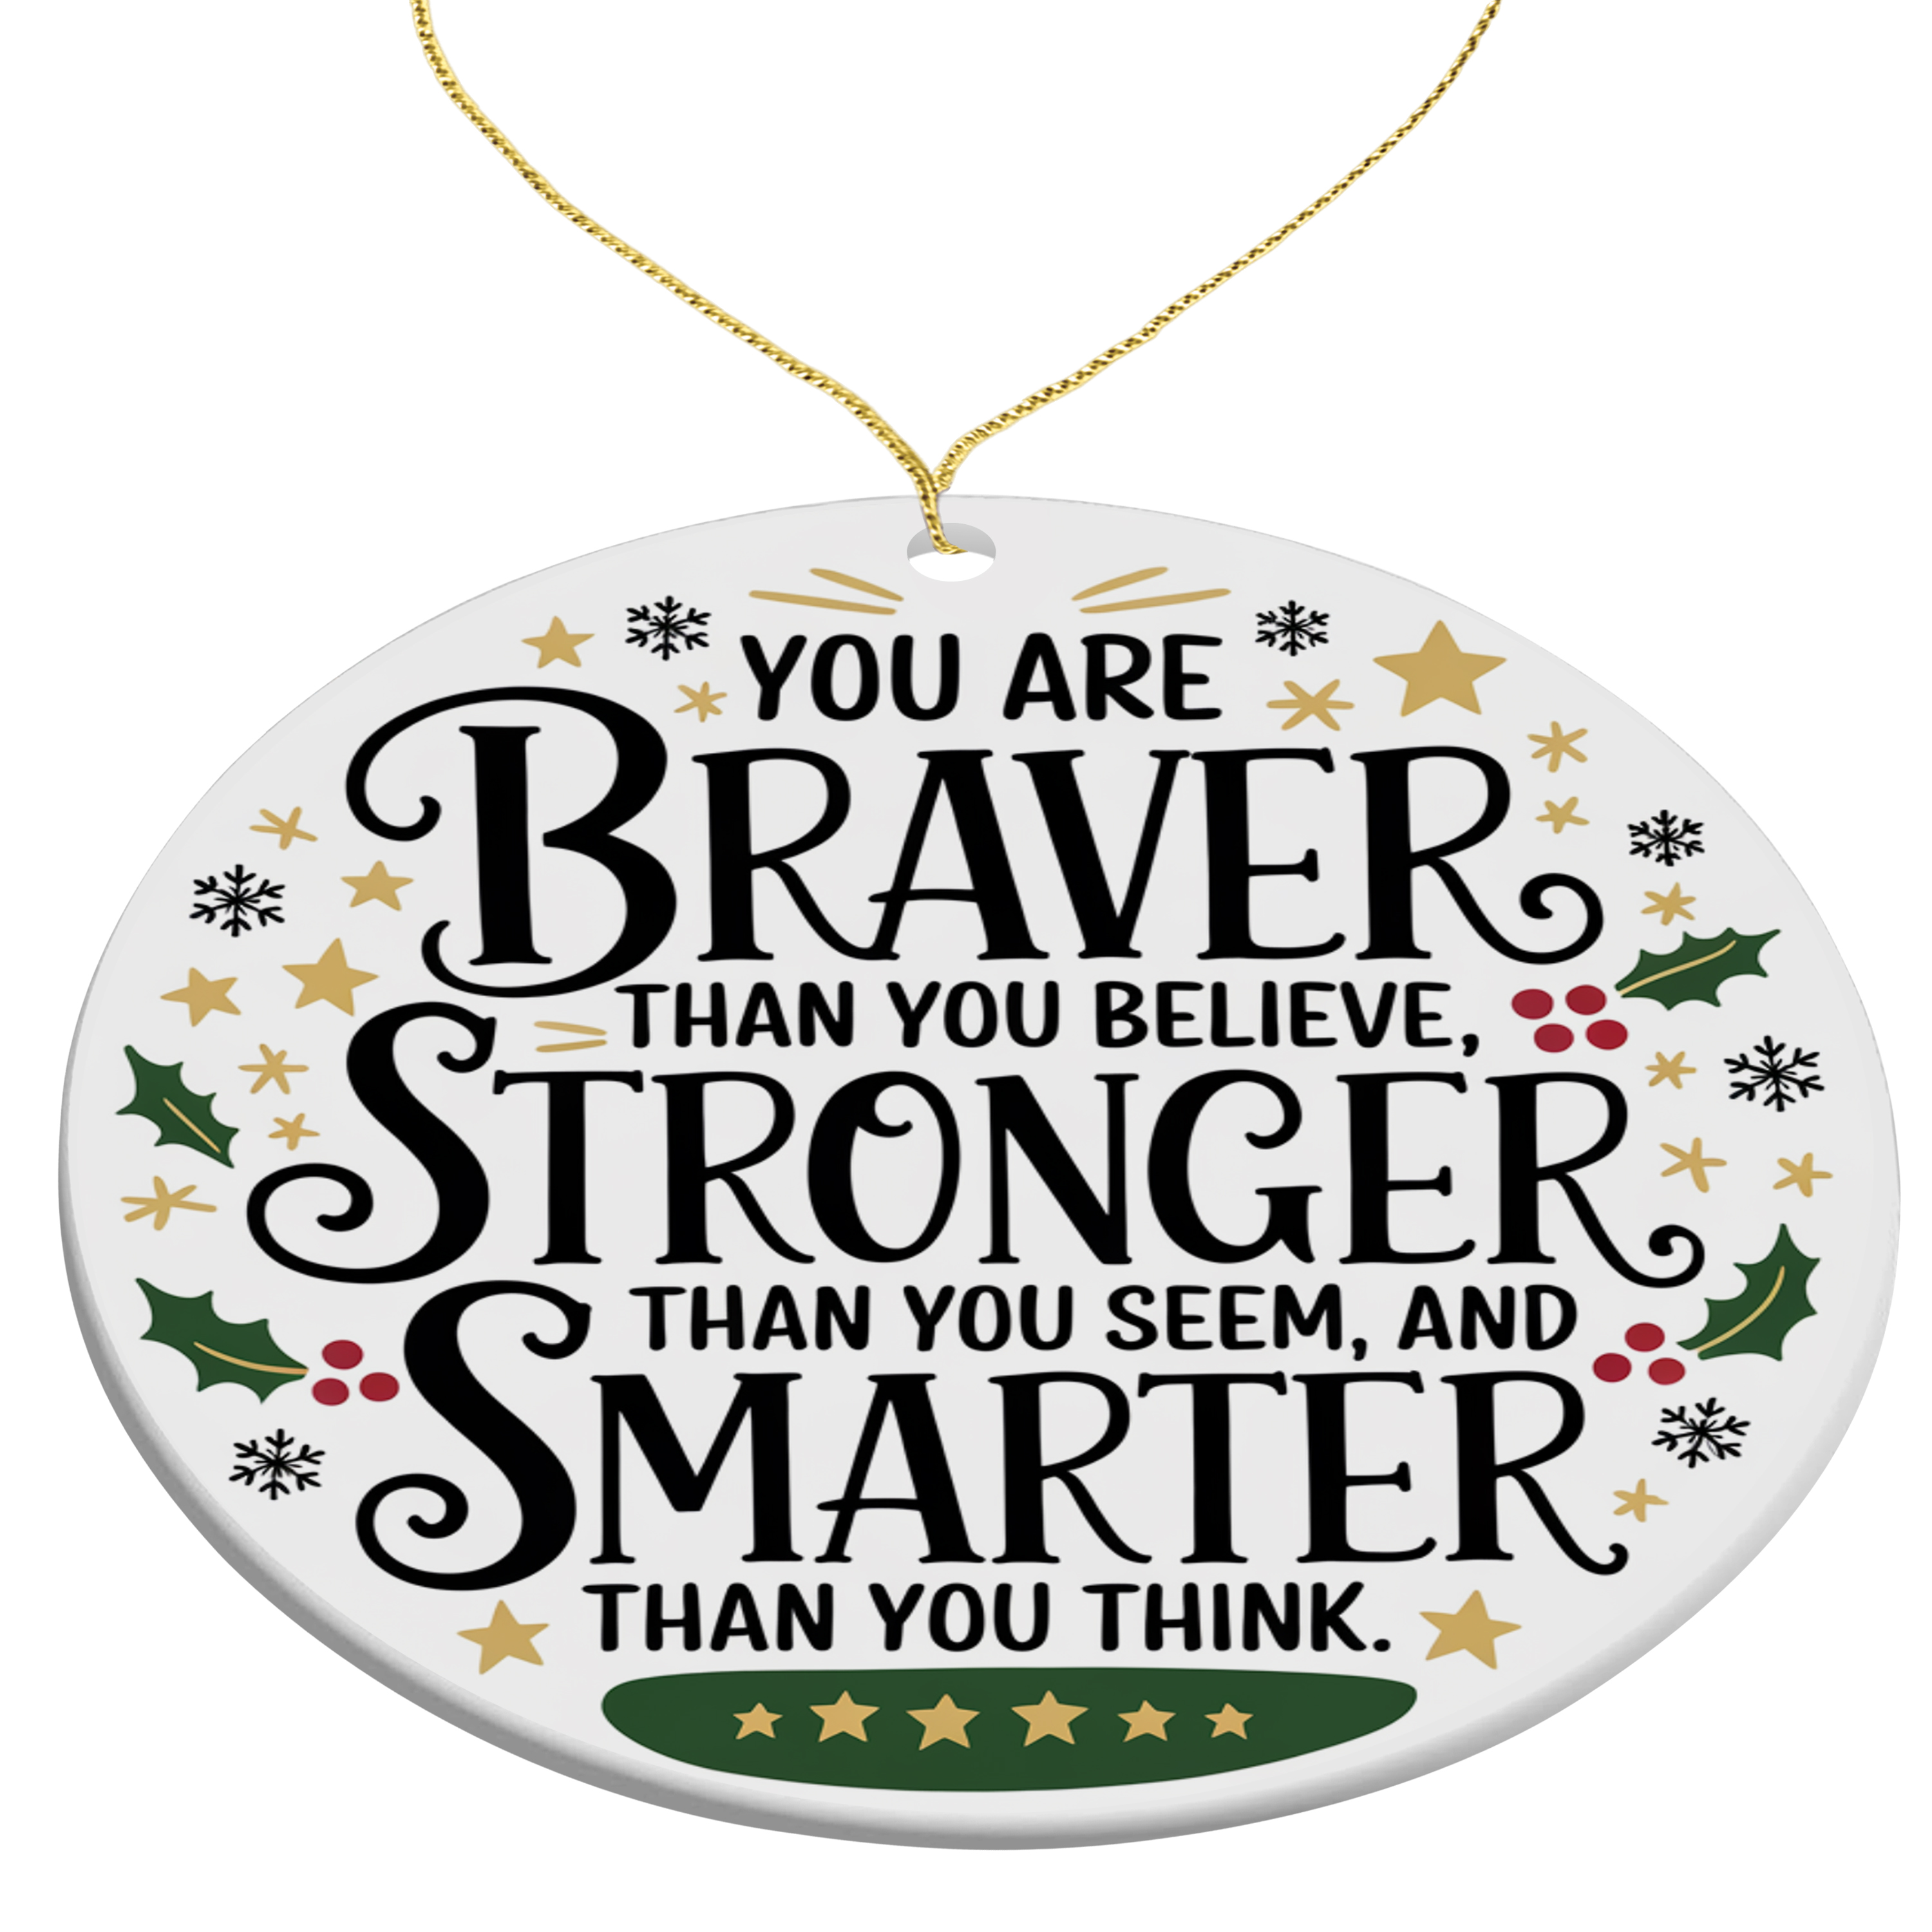 YOU ARE
BRAVER
THAN YOU BELIEVE,
STRONGER
THAN YOU SEEM, AND
SMARTER
THAN YOU THINK.